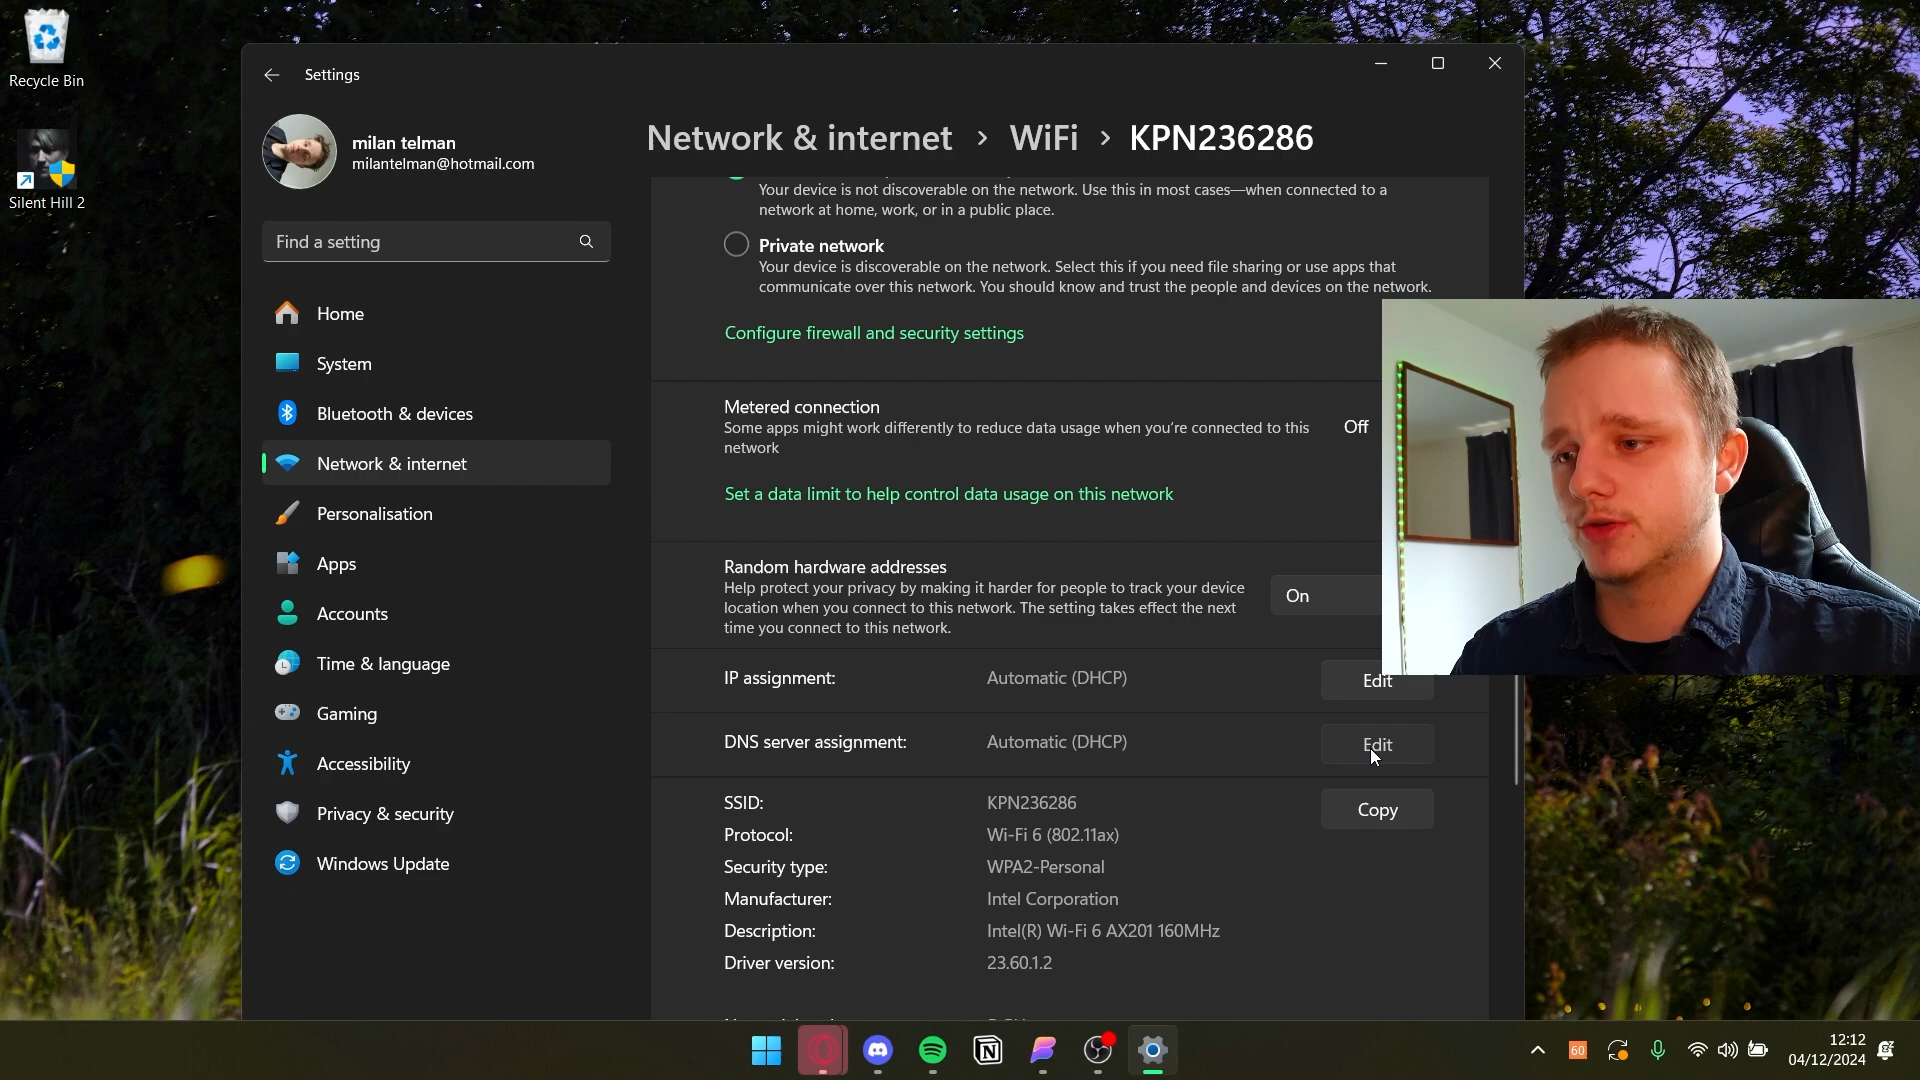 Recycle Bin
Silent Hill 2
Settings
milan telman
milantelman@hotmail.com
Find a setting
Home
System
Bluetooth & devices
Network & internet
Personalisation
Apps
Accounts
Time & language
Gaming
Accessibility
Privacy & security
Windows Update
Network & internet > WiFi > KPN236286
Your device is not discoverable on the network. Use this in most cases—when connected to a
network at home, work, or in a public place.
Private network
Your device is discoverable on the network. Select this if you need file sharing or use apps that
communicate over this network. You should know and trust the people and devices on the network.
Configure firewall and security settings
Metered connection
Some apps might work differently to reduce data usage when you're connected to this
network
Off
Set a data limit to help control data usage on this network
Random hardware addresses
Help protect your privacy by making it harder for people to track your device
location when you connect to this network. The setting takes effect the next
time you connect to this network.
On
IP assignment: Automatic (DHCP) Edit
DNS server assignment: Automatic (DHCP) Edit
SSID: KPN236286 Copy
Protocol: Wi-Fi 6 (802.11ax)
Security type: WPA2-Personal
Manufacturer: Intel Corporation
Description: Intel(R) Wi-Fi 6 AX201 160MHz
Driver version: 23.60.1.2
60
12:12
04/12/2024